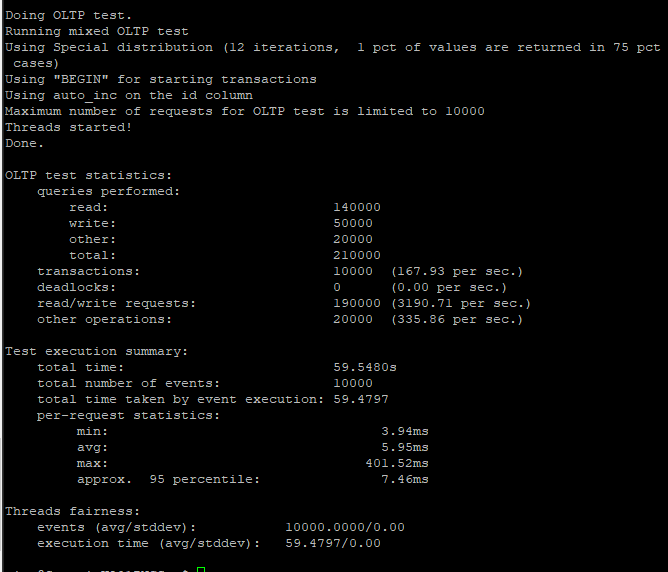 Doing OLTP test.
Running mixed OLTP test
Using Special distribution (12 iterations,  1 pct of values are returned in 75 pct
 cases)
Using "BEGIN" for starting transactions
Using auto_inc on the id column
Maximum number of requests for OLTP test is limited to 10000
Threads started!
Done.

OLTP test statistics:
    queries performed:
        read:                            140000
        write:                           50000
        other:                           20000
        total:                           210000
    transactions:                        10000  (167.93 per sec.)
    deadlocks:                           0      (0.00 per sec.)
    read/write requests:                 190000 (3190.71 per sec.)
    other operations:                    20000  (335.86 per sec.)

Test execution summary:
    total time:                          59.5480s
    total number of events:              10000
    total time taken by event execution: 59.4797
    per-request statistics:
         min:                                  3.94ms
         avg:                                  5.95ms
         max:                                401.52ms
         approx.  95 percentile:               7.46ms

Threads fairness:
    events (avg/stddev):           10000.0000/0.00
    execution time (avg/stddev):   59.4797/0.00